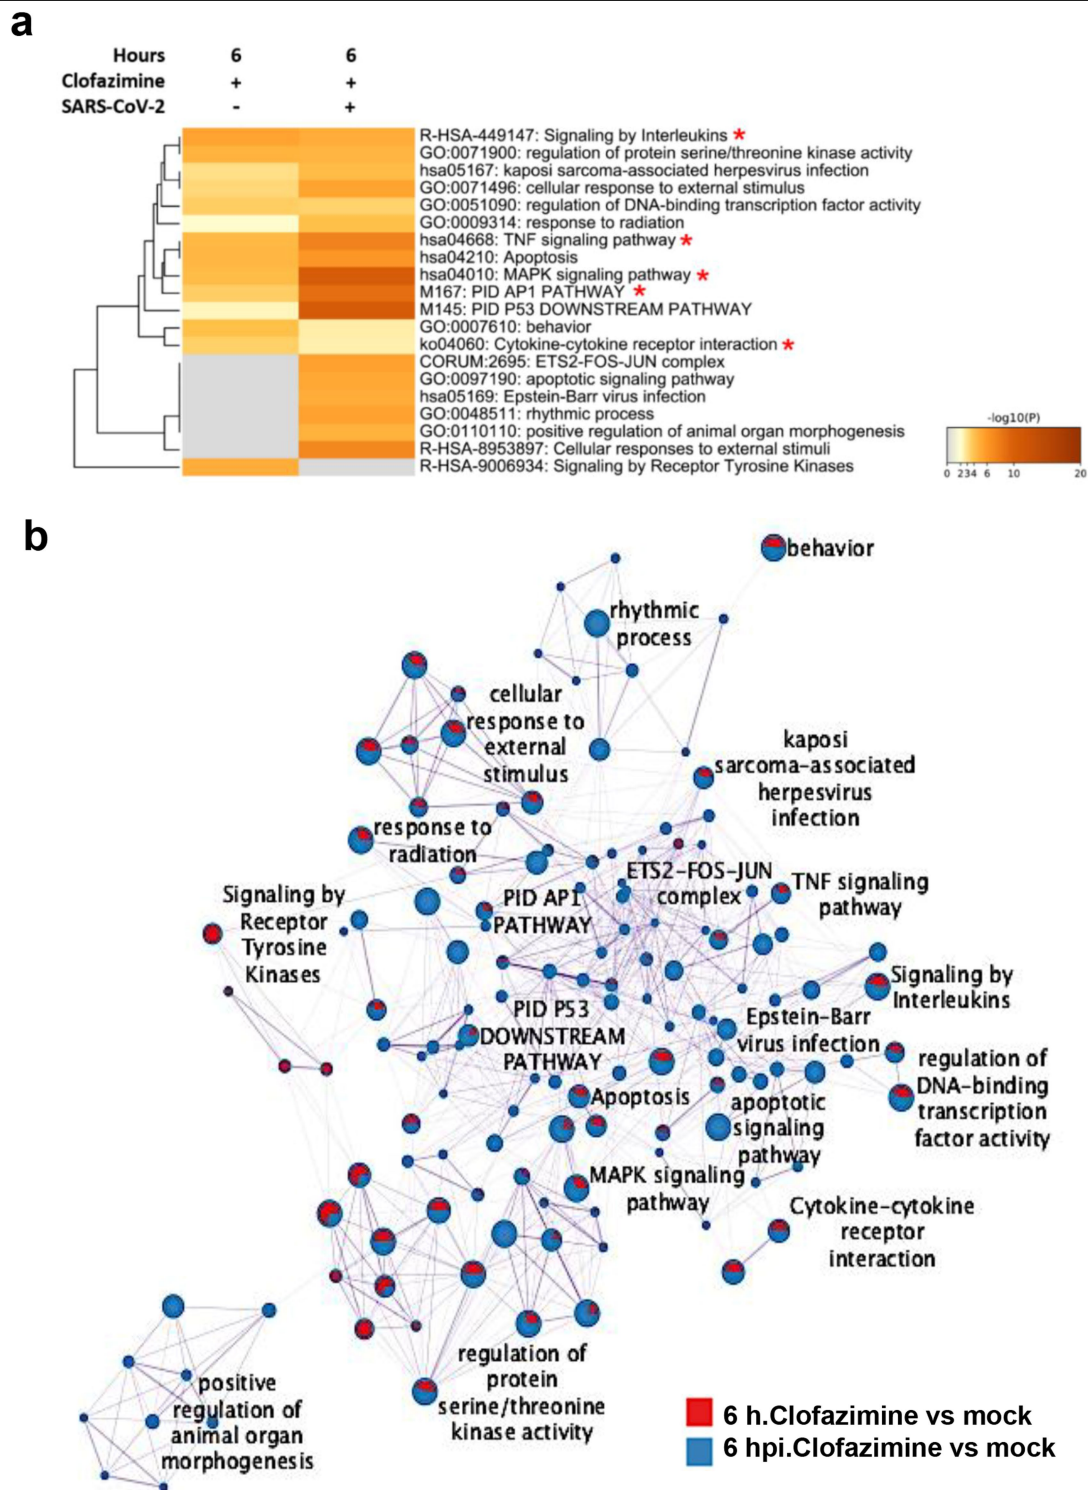 a
Hours 6 6
Clofazimine + +
SARS-CoV-2 - +
R-HSA-449147: Signaling by Interleukins *
GO:0071900: regulation of protein serine/threonine kinase activity
hsa05167: kaposi sarcoma-associated herpesvirus infection
GO:0071496: cellular response to external stimulus
GO:0051090: regulation of DNA-binding transcription factor activity
GO:0009314: response to radiation
hsa04668: TNF signaling pathway *
hsa04210: Apoptosis
hsa04010: MAPK signaling pathway *
M167: PID AP1 PATHWAY *
M145: PID P53 DOWNSTREAM PATHWAY
GO:0007610: behavior
ko04060: Cytokine-cytokine receptor interaction *
CORUM:2695: ETS2-FOS-JUN complex
GO:0097190: apoptotic signaling pathway
hsa05169: Epstein-Barr virus infection
GO:0048511: rhythmic process
GO:0110110: positive regulation of animal organ morphogenesis
R-HSA-8953897: Cellular responses to external stimuli
R-HSA-9006934: Signaling by Receptor Tyrosine Kinases
-log10(P)
0 2 3 4 6 10 20
b
behavior
rhythmic
process
cellular
response to
external
stimulus
kaposi
sarcoma-associated
herpesvirus
infection
response to
radiation
ETS2-FOS-JUN
complex
TNF signaling
pathway
Signaling by
Receptor
Tyrosine
Kinases
PID AP1
PATHWAY
Signaling by
Interleukins
PID P53
DOWNSTREAM
PATHWAY
Epstein-Barr
virus infection
regulation of
DNA-binding
transcription
factor activity
Apoptosis
apoptotic
signaling
pathway
MAPK signaling
pathway
Cytokine-cytokine
receptor
interaction
regulation of
protein
serine/threonine
kinase activity
positive
regulation of
animal organ
morphogenesis
6 h.Clofazimine vs mock
6 hpi.Clofazimine vs mock